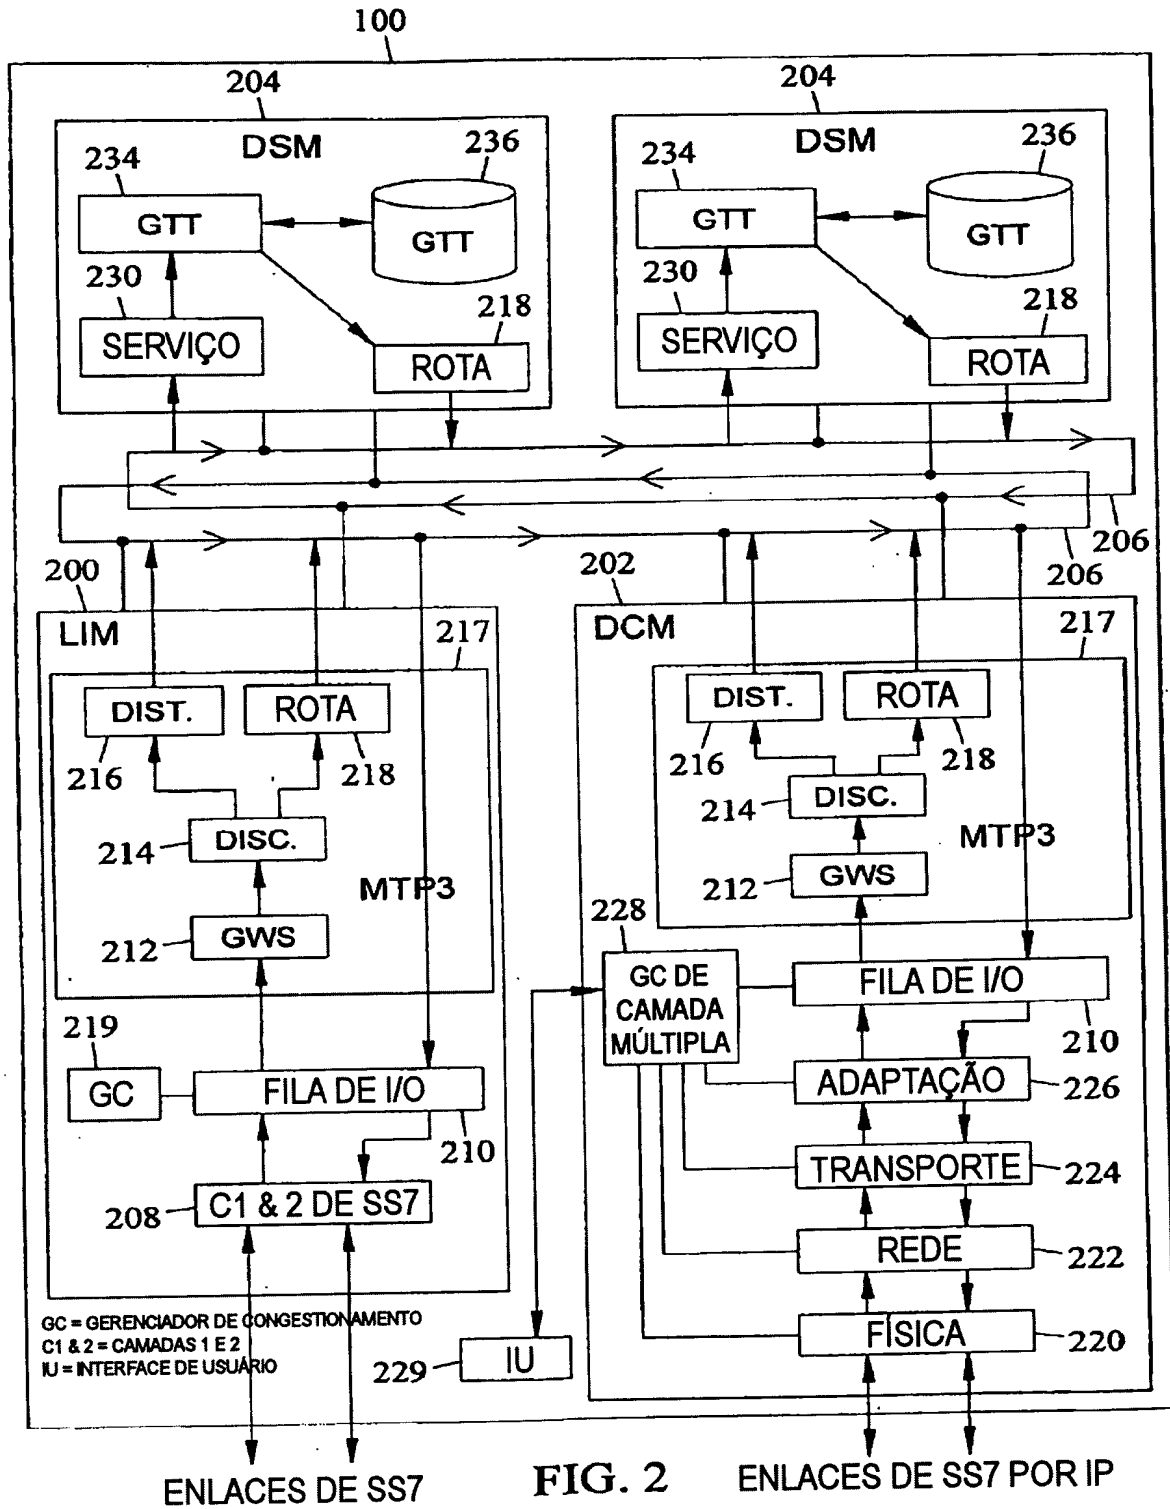 100
204
204
DSM
DSM
234
236
234
236
GTT
GTT
GTT
GTT
230
218
230
218
SERVIÇO
ROTA
SERVIÇO
ROTA
206
206
200
202
LIM
217
DCM
217
DIST.
ROTA
DIST.
ROTA
216
218
216
218
214
DISC.
214
DISC.
MTP3
MTP3
212
GWS
212
GWS
228
GC DE
CAMADA
MÚLTIPLA
FILA DE I/O
210
219
GC
FILA DE I/O
210
ADAPTAÇÃO
226
TRANSPORTE
224
208
C1 & 2 DE SS7
REDE
222
FÍSICA
220
GC = GERENCIADOR DE CONGESTIONAMENTO
C1 & 2 = CAMADAS 1 E 2
IU = INTERFACE DE USUÁRIO
229
IU
ENLACES DE SS7
FIG. 2
ENLACES DE SS7 POR IP